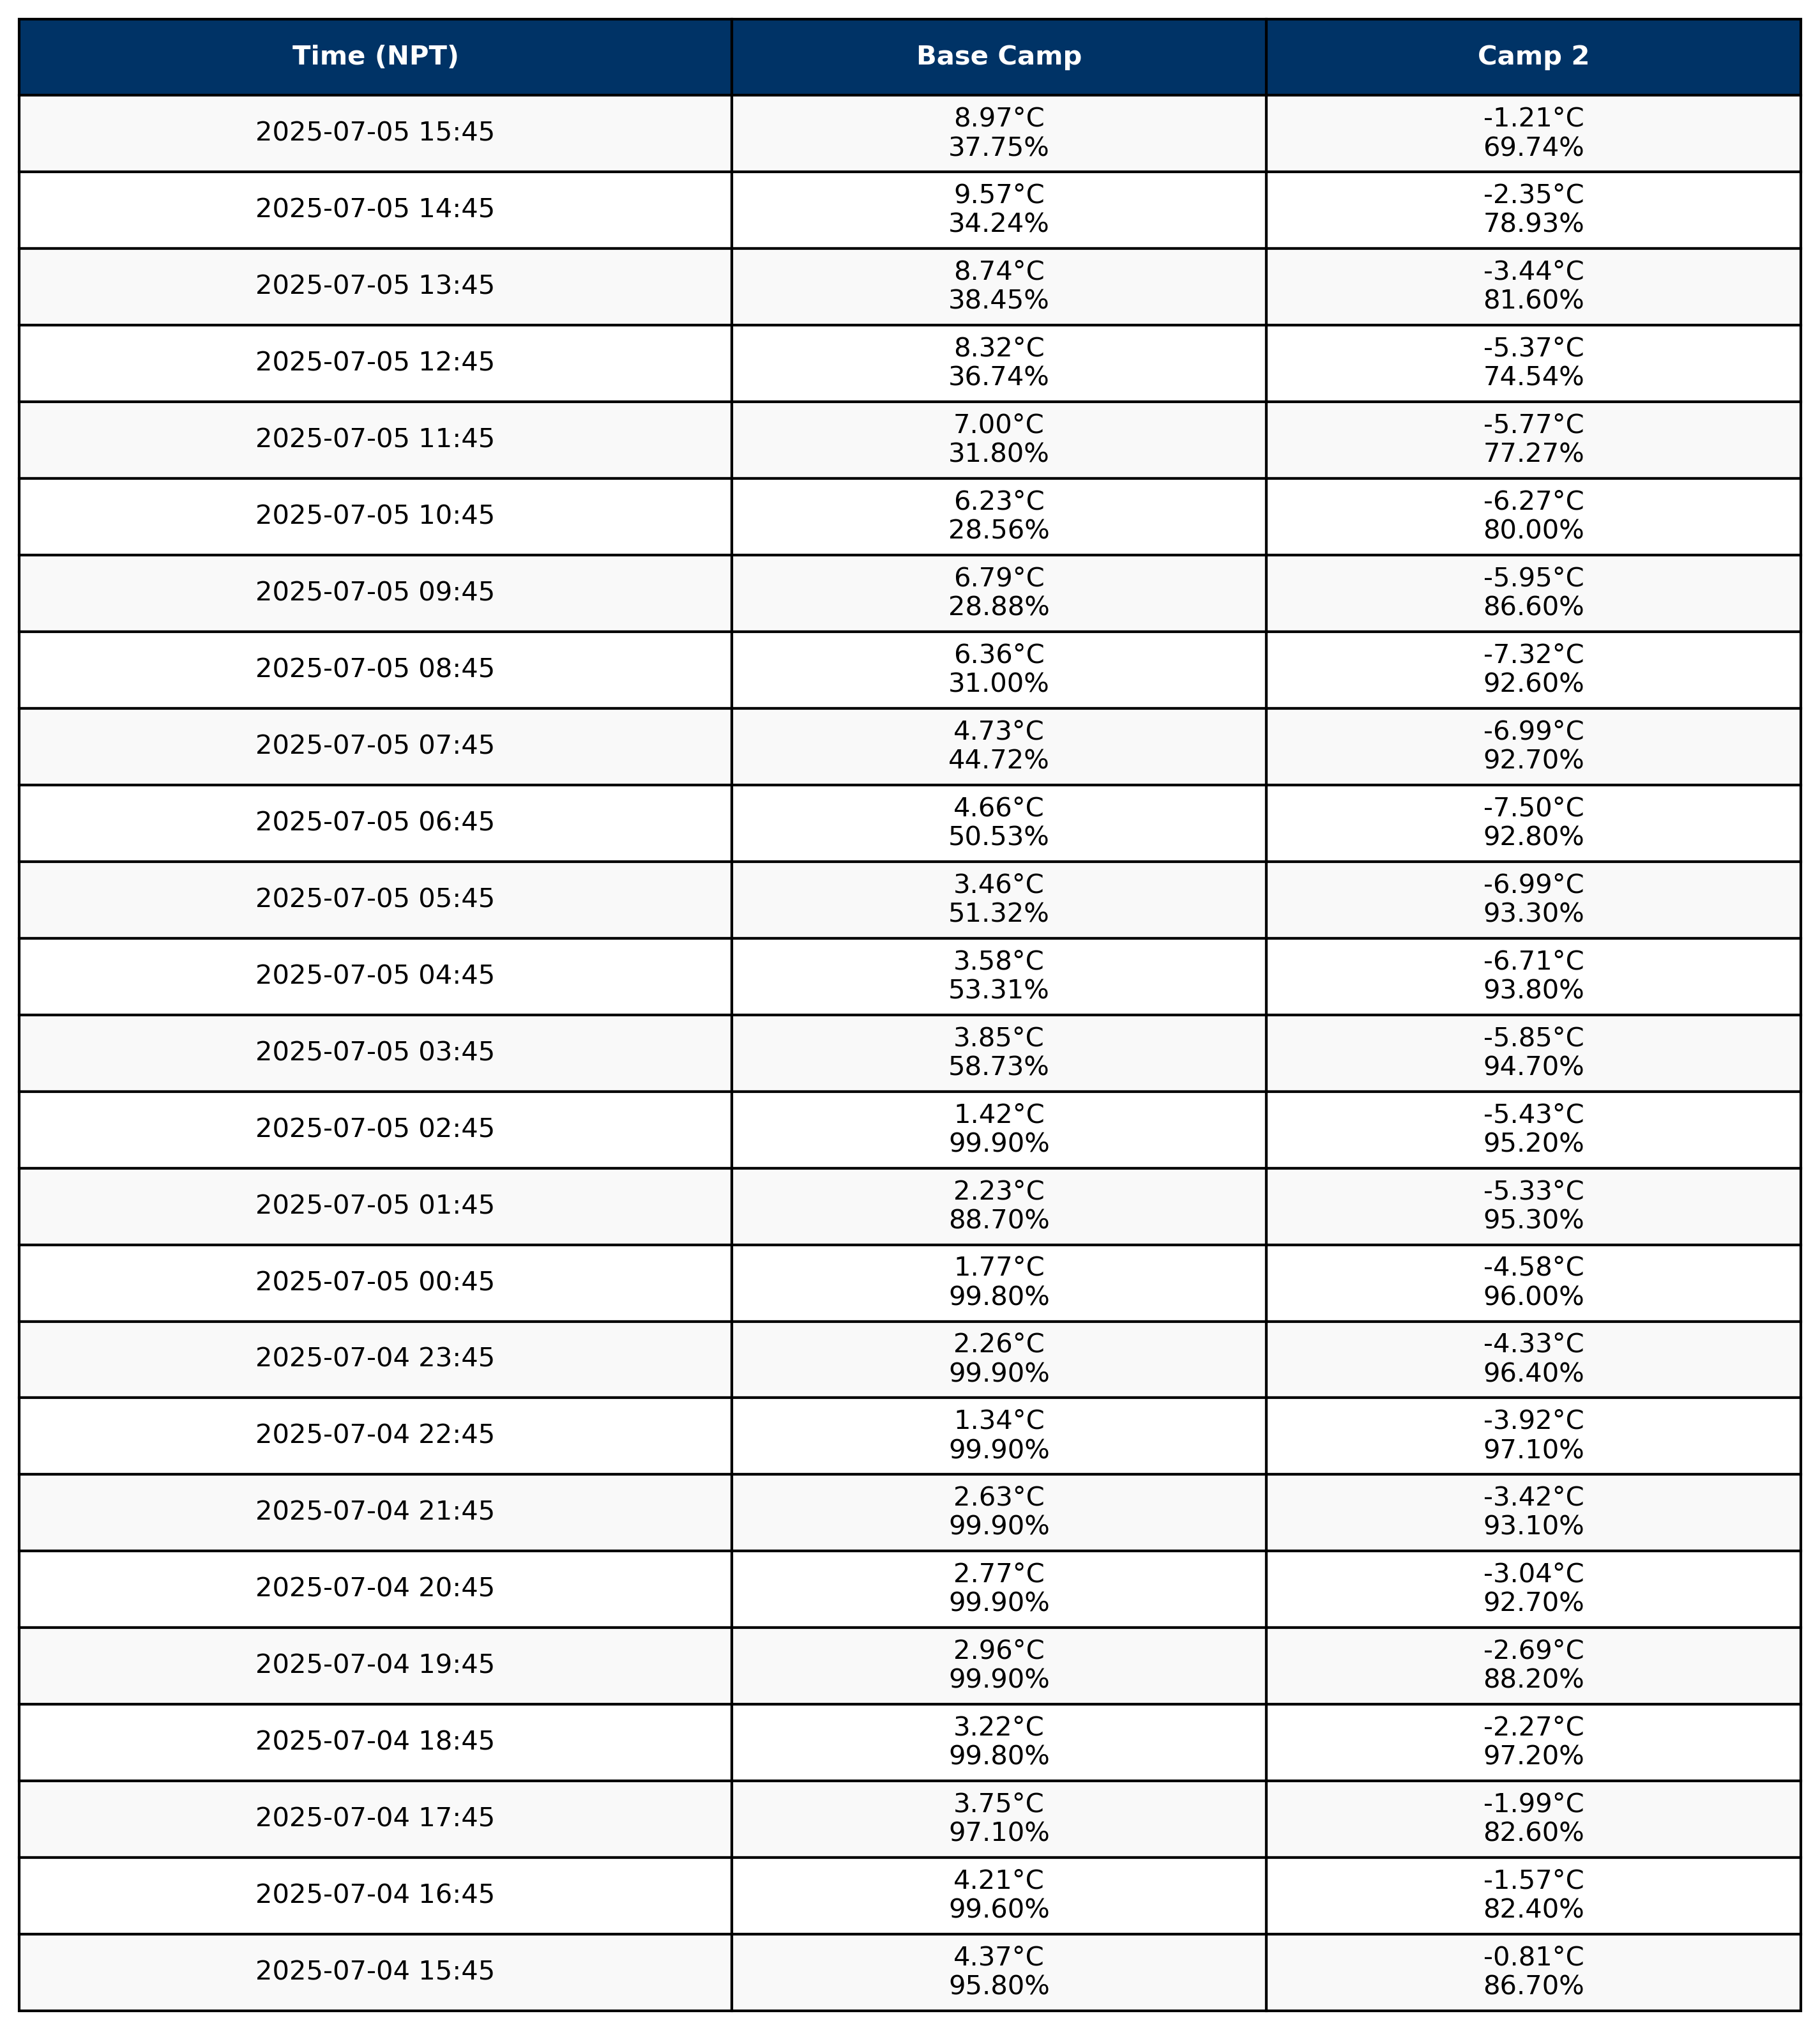 Time (NPT) Base Camp Camp 2
2025-07-05 15:45 8.97°C -1.21°C
37.75% 69.74%
2025-07-05 14:45 9.57°C -2.35°C
34.24% 78.93%
2025-07-05 13:45 8.74°C -3.44°C
38.45% 81.60%
2025-07-05 12:45 8.32°C -5.37°C
36.74% 74.54%
2025-07-05 11:45 7.00°C -5.77°C
31.80% 77.27%
2025-07-05 10:45 6.23°C -6.27°C
28.56% 80.00%
2025-07-05 09:45 6.79°C -5.95°C
28.88% 86.60%
2025-07-05 08:45 6.36°C -7.32°C
31.00% 92.60%
2025-07-05 07:45 4.73°C -6.99°C
44.72% 92.70%
2025-07-05 06:45 4.66°C -7.50°C
50.53% 92.80%
2025-07-05 05:45 3.46°C -6.99°C
51.32% 93.30%
2025-07-05 04:45 3.58°C -6.71°C
53.31% 93.80%
2025-07-05 03:45 3.85°C -5.85°C
58.73% 94.70%
2025-07-05 02:45 1.42°C -5.43°C
99.90% 95.20%
2025-07-05 01:45 2.23°C -5.33°C
88.70% 95.30%
2025-07-05 00:45 1.77°C -4.58°C
99.80% 96.00%
2025-07-04 23:45 2.26°C -4.33°C
99.90% 96.40%
2025-07-04 22:45 1.34°C -3.92°C
99.90% 97.10%
2025-07-04 21:45 2.63°C -3.42°C
99.90% 93.10%
2025-07-04 20:45 2.77°C -3.04°C
99.90% 92.70%
2025-07-04 19:45 2.96°C -2.69°C
99.90% 88.20%
2025-07-04 18:45 3.22°C -2.27°C
99.80% 97.20%
2025-07-04 17:45 3.75°C -1.99°C
97.10% 82.60%
2025-07-04 16:45 4.21°C -1.57°C
99.60% 82.40%
2025-07-04 15:45 4.37°C -0.81°C
95.80% 86.70%